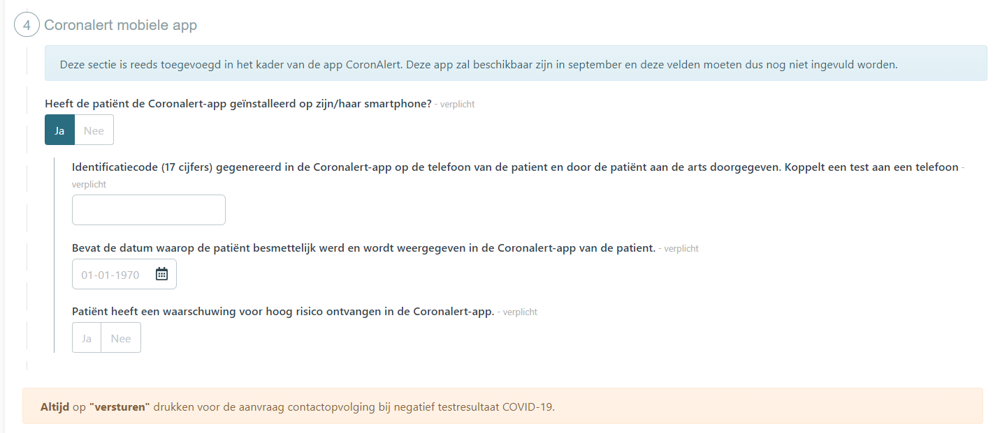 4 Coronalert mobiele app
Deze sectie is reeds toegevoegd in het kader van de app CoronAlert. Deze app zal beschikbaar zijn in september en deze velden moeten dus nog niet ingevuld worden.
Heeft de patiënt de Coronalert-app geïnstalleerd op zijn/haar smartphone? - verplicht
Ja Nee
Identificatiecode (17 cijfers) gegenereerd in de Coronalert-app op de telefoon van de patient en door de patiënt aan de arts doorgegeven. Koppelt een test aan een telefoon -
verplicht
Bevat de datum waarop de patiënt besmettelijk werd en wordt weergegeven in de Coronalert-app van de patient. - verplicht
01-01-1970
Patiënt heeft een waarschuwing voor hoog risico ontvangen in de Coronalert-app. - verplicht
Ja Nee
Altijd op "versturen" drukken voor de aanvraag contactopvolging bij negatief testresultaat COVID-19.